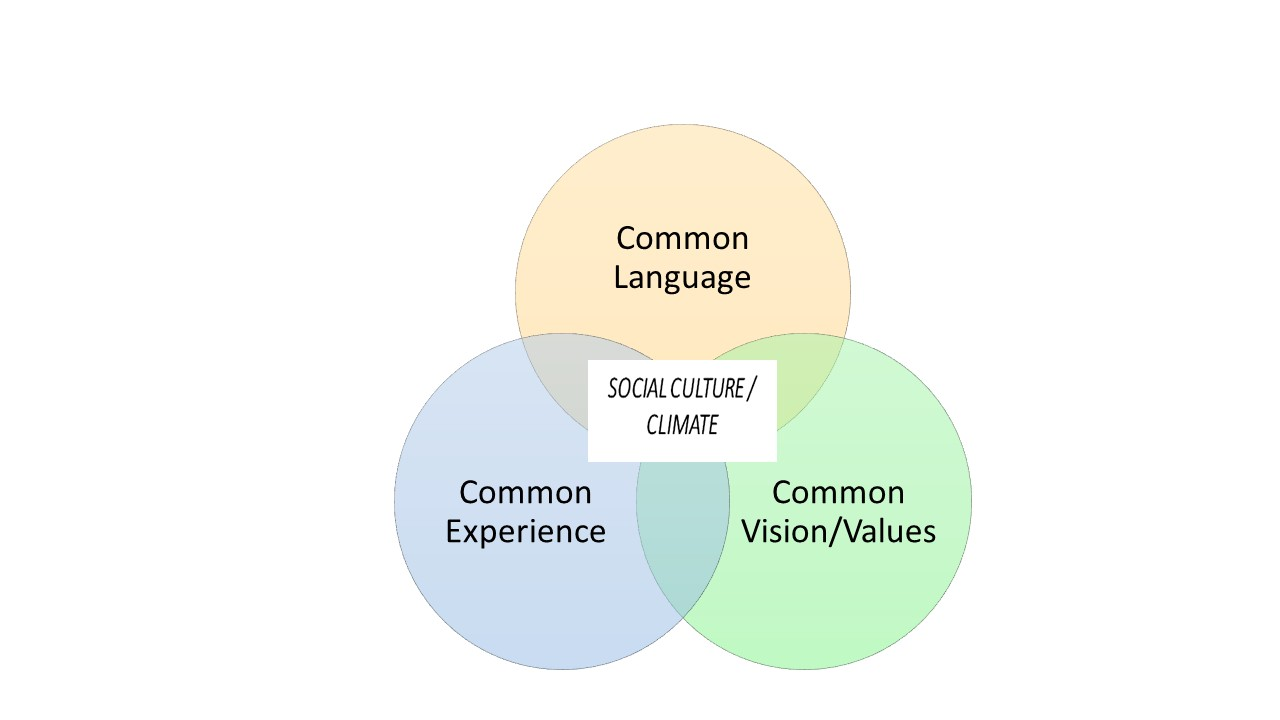 Common
Language
SOCIAL CULTURE /
CLIMATE
Common
Experience
Common
Vision/Values